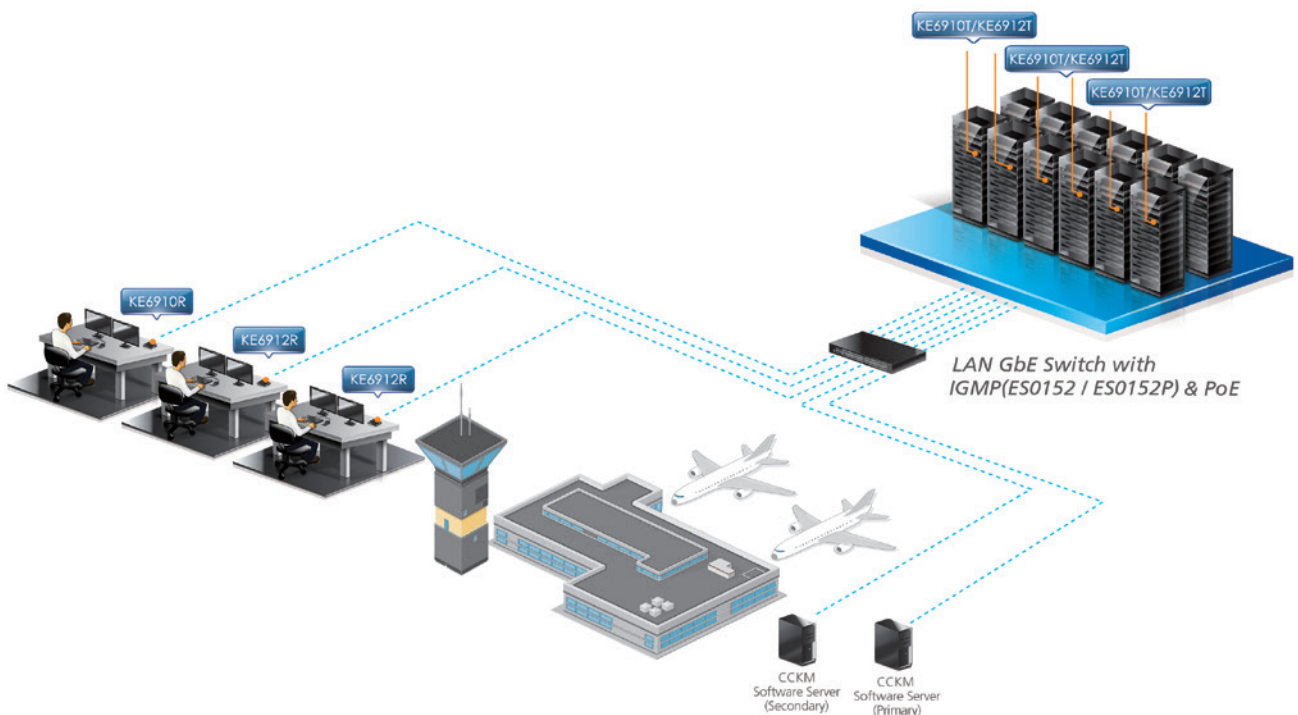 KE6910T/KE6912T
KE6910T/KE6912T
KE6910T/KE6912T
KE6910R
KE6912R
KE6912R
LAN GbE Switch with
IGMP(ES0152 / ES0152P) & PoE
CCKM
Software Server
(Secondary)
CCKM
Software Server
(Primary)